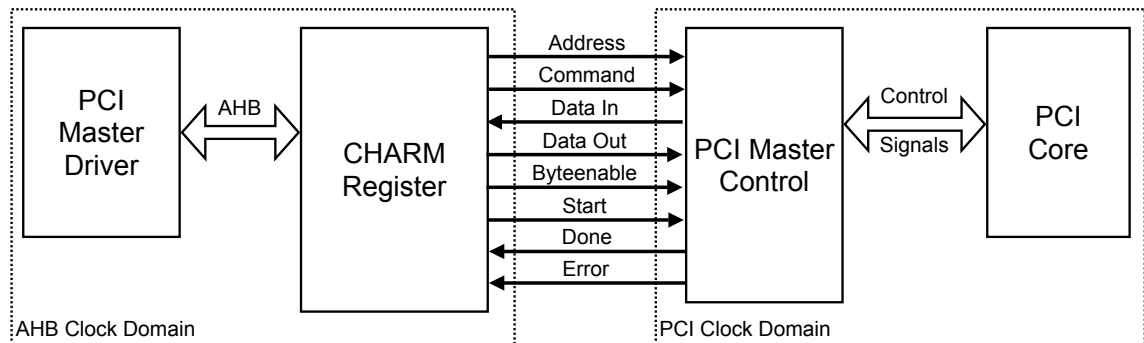 PCI
Master
Driver
AHB
CHARM
Register
Address
Command
Data In
Data Out
Byteenable
Start
Done
Error
PCI Master
Control
Control
Signals
PCI
Core
AHB Clock Domain
PCI Clock Domain